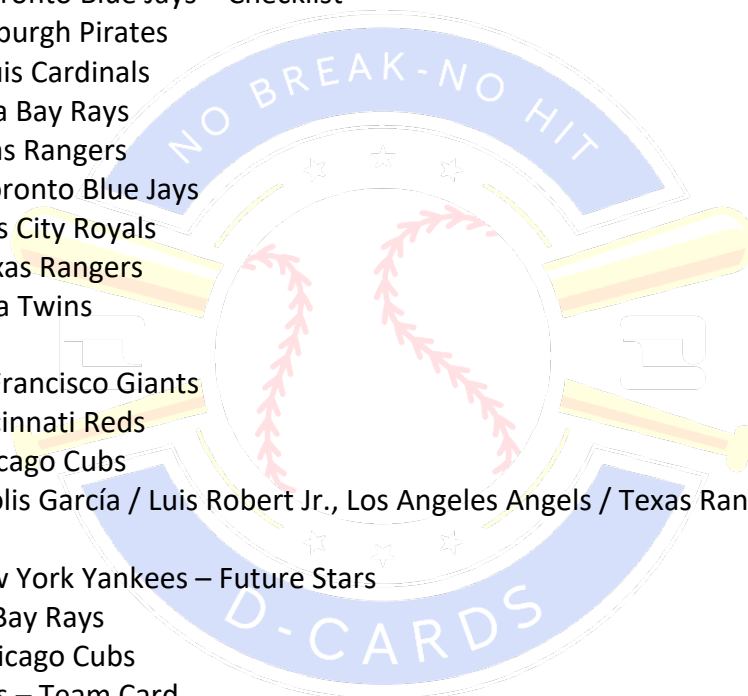 ronto Blue Jays – Checklist
burgh Pirates
uis Cardinals
a Bay Rays
as Rangers
oronto Blue Jays
s City Royals
xas Rangers
a Twins
Francisco Giants
cinnati Reds
icago Cubs
olis García / Luis Robert Jr., Los Angeles Angels / Texas Ran
w York Yankees – Future Stars
Bay Rays
icago Cubs
s – Team Card
NO BREAK-NO HIT
D-CARDS